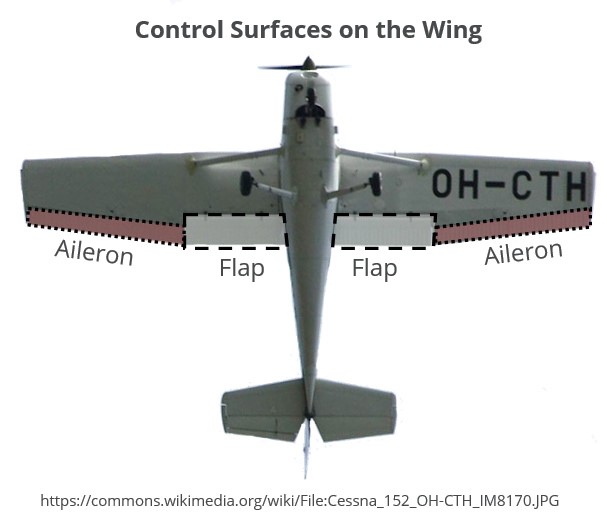 Control Surfaces on the Wing
OH-CTH
Aileron
Flap
Flap
Aileron
https://commons.wikimedia.org/wiki/File:Cessna_152_OH-CTH_IM8170.JPG